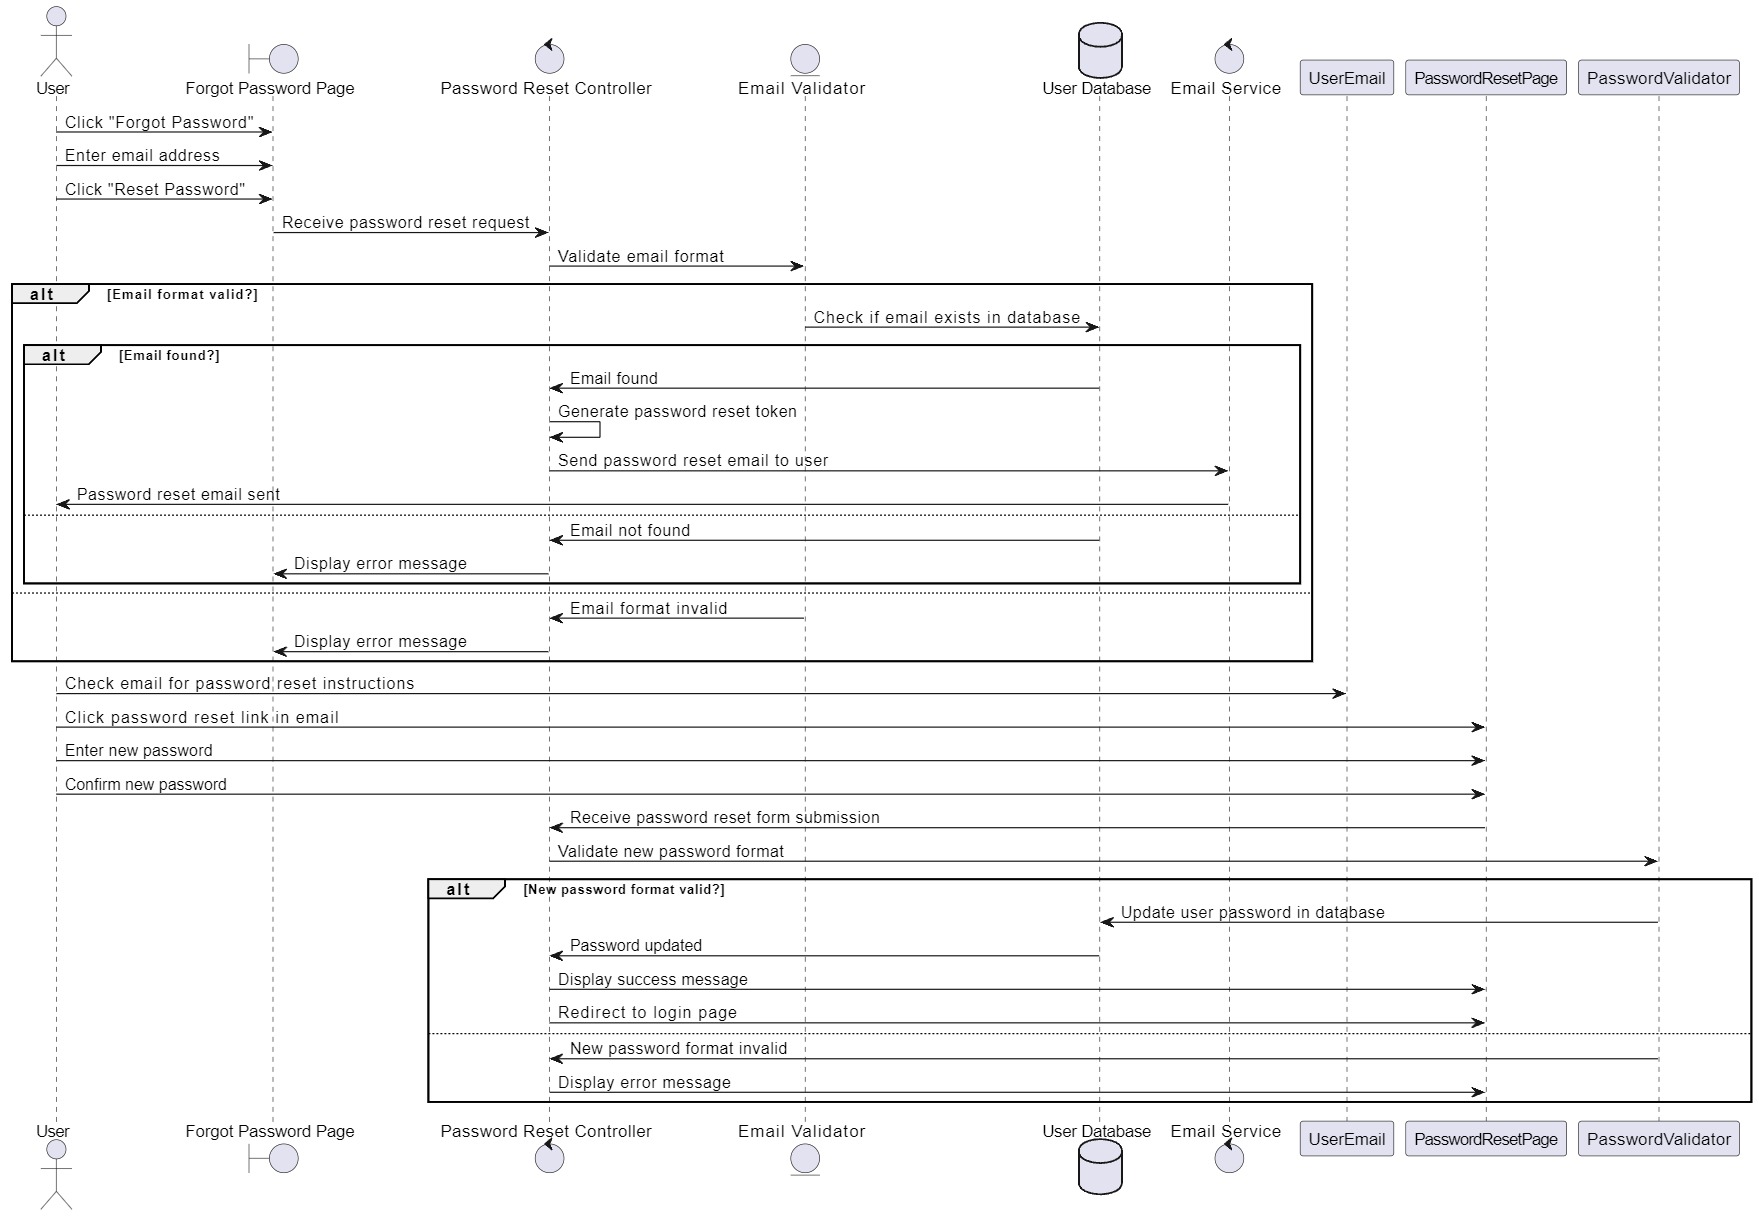 User
Forgot Password Page
Password Reset Controller
Email Validator
User Database
Email Service
UserEmail
PasswordResetPage
PasswordValidator
Click "Forgot Password"
Enter email address
Click "Reset Password"
Receive password reset request
Validate email format
alt [Email format valid?]
Check if email exists in database
alt [Email found?]
Email found
Generate password reset token
Send password reset email to user
Password reset email sent
Email not found
Display error message
Email format invalid
Display error message
Check email for password reset instructions
Click password reset link in email
Enter new password
Confirm new password
Receive password reset form submission
Validate new password format
alt [New password format valid?]
Update user password in database
Password updated
Display success message
Redirect to login page
New password format invalid
Display error message
User
Forgot Password Page
Password Reset Controller
Email Validator
User Database
Email Service
UserEmail
PasswordResetPage
PasswordValidator